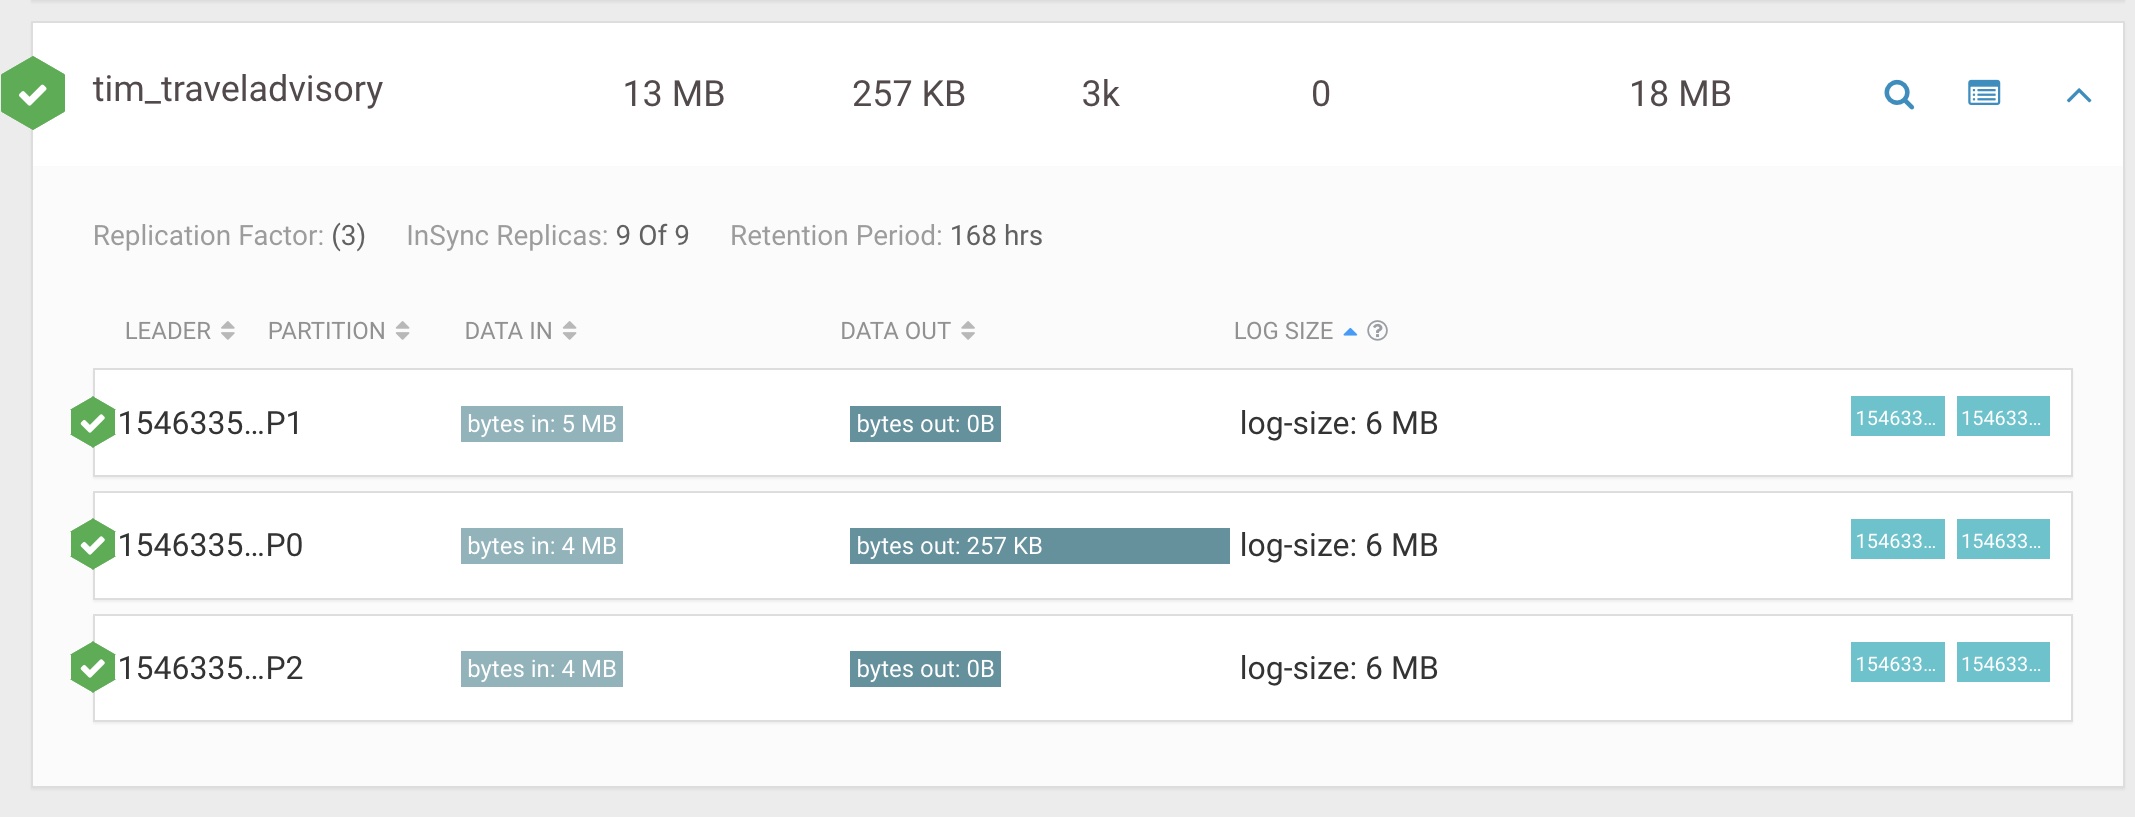 tim_traveladvisory 13 MB 257 KB 3k 0 18 MB
Replication Factor: (3) InSync Replicas: 9 Of 9 Retention Period: 168 hrs
LEADER PARTITION DATA IN DATA OUT LOG SIZE ?
1546335...P1 bytes in: 5 MB bytes out: 0B log-size: 6 MB 154633... 154633...
1546335...P0 bytes in: 4 MB bytes out: 257 KB log-size: 6 MB 154633... 154633...
1546335...P2 bytes in: 4 MB bytes out: 0B log-size: 6 MB 154633... 154633...